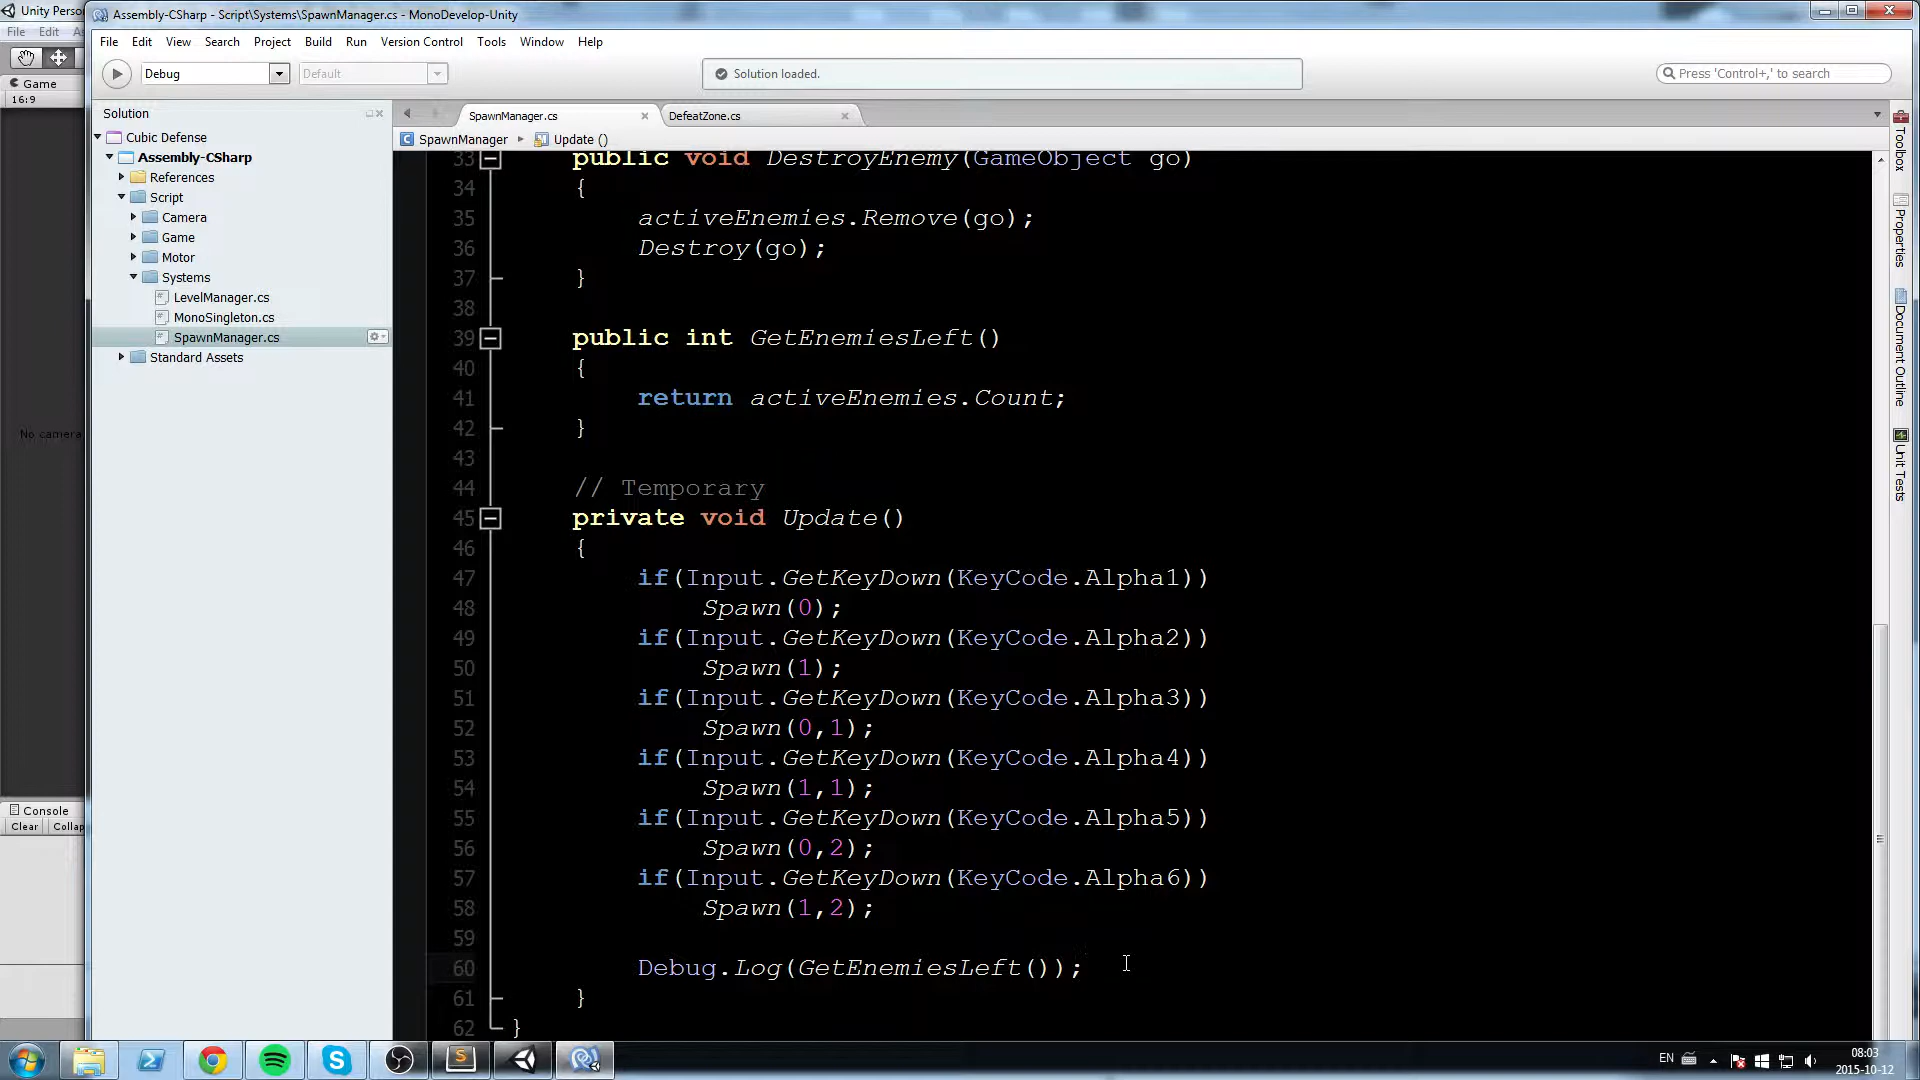 Unity Perso
Assembly-CSharp - Script\Systems\SpawnManager.cs - MonoDevelop-Unity
File Edit As
File Edit View Search Project Build Run Version Control Tools Window Help
Debug
Default
Solution loaded.
Press 'Control+,' to search
Game
16:9
Solution
SpawnManager.cs
DefeatZone.cs
SpawnManager
Update ()
Cubic Defense
Assembly-CSharp
References
Script
Camera
Game
Motor
Systems
LevelManager.cs
MonoSingleton.cs
SpawnManager.cs
Standard Assets
No camera
Console
Clear Collap
33 public void DestroyEnemy(GameObject go)
34 {
35 activeEnemies.Remove(go);
36 Destroy(go);
37 }
38
39 public int GetEnemiesLeft()
40 {
41 return activeEnemies.Count;
42 }
43
44 // Temporary
45 private void Update()
46 {
47 if(Input.GetKeyDown(KeyCode.Alpha1))
48 Spawn(0);
49 if(Input.GetKeyDown(KeyCode.Alpha2))
50 Spawn(1);
51 if(Input.GetKeyDown(KeyCode.Alpha3))
52 Spawn(0,1);
53 if(Input.GetKeyDown(KeyCode.Alpha4))
54 Spawn(1,1);
55 if(Input.GetKeyDown(KeyCode.Alpha5))
56 Spawn(0,2);
57 if(Input.GetKeyDown(KeyCode.Alpha6))
58 Spawn(1,2);
59
60 Debug.Log(GetEnemiesLeft());
61 }
62 }
Toolbox
Properties
Document Outline
Unit Tests
EN
08:03
2015-10-12